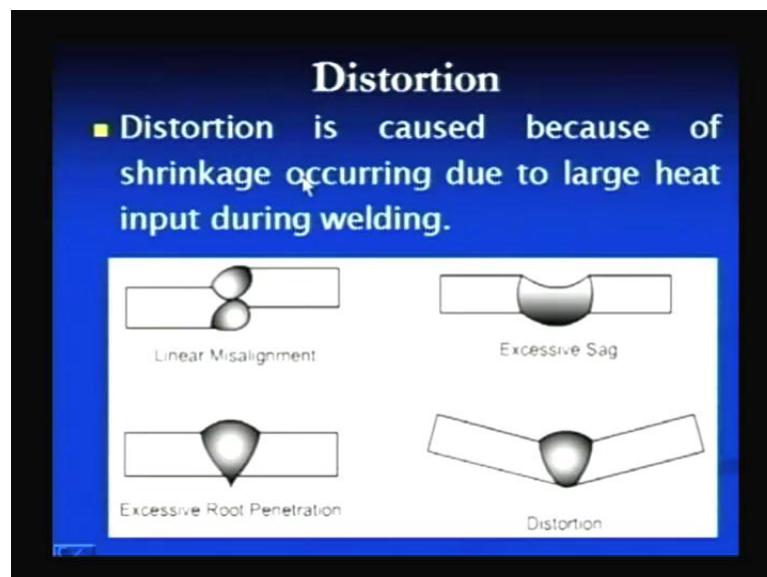 Distortion
Distortion is caused because of
shrinkage occurring due to large heat
input during welding.
Linear Misalignment
Excessive Sag
Excessive Root Penetration
Distortion